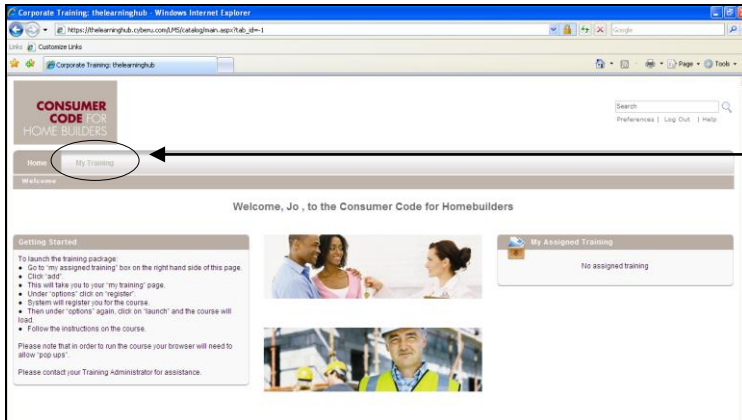 Corporate Training: thelearninghub - Windows Internet Explorer
https://thelearninghub.cyberu.com/LMS/catalog/main.aspx?tab_id=-1
Google
Links Customize Links
Corporate Training: thelearninghub
Page Tools
CONSUMER
CODE FOR
HOME BUILDERS
Search
Preferences | Log Out | Help
Home My Training
Welcome
Welcome, Jo , to the Consumer Code for Homebuilders
Getting Started
To launch the training package:
• Go to "my assigned training" box on the right hand side of this page.
• Click "add".
• This will take you to your "my training" page.
• Under "options" click on "register".
• System will register you for the course.
• Then under "options" again, click on "launch" and the course will
load.
• Follow the instructions on the course.
Please note that in order to run the course your browser will need to
allow "pop ups".
Please contact your Training Administrator for assistance.
My Assigned Training
No assigned training